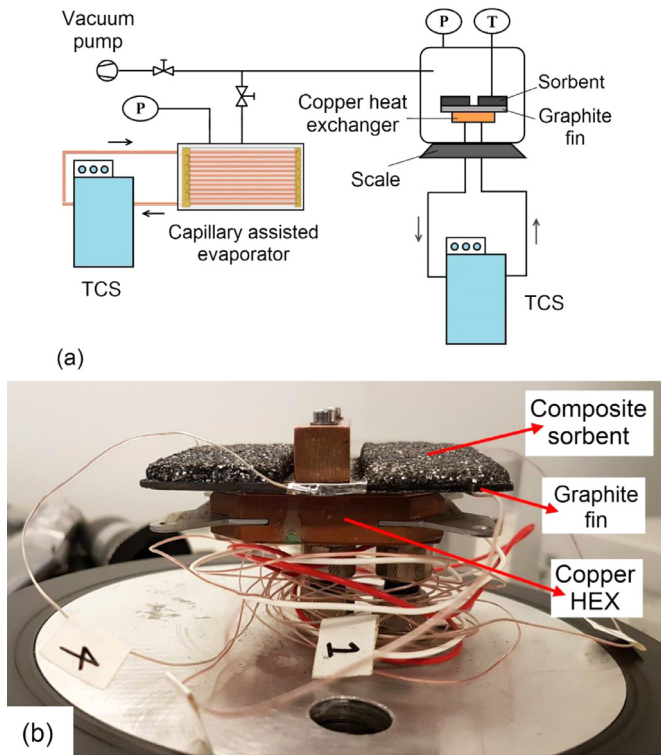 Vacuum
pump
P
T
P
Sorbent
Graphite
fin
Copper heat
exchanger
Scale
Capillary assisted
evaporator
TCS
TCS
(a)
Composite
sorbent
Graphite
fin
Copper
HEX
4
1
(b)